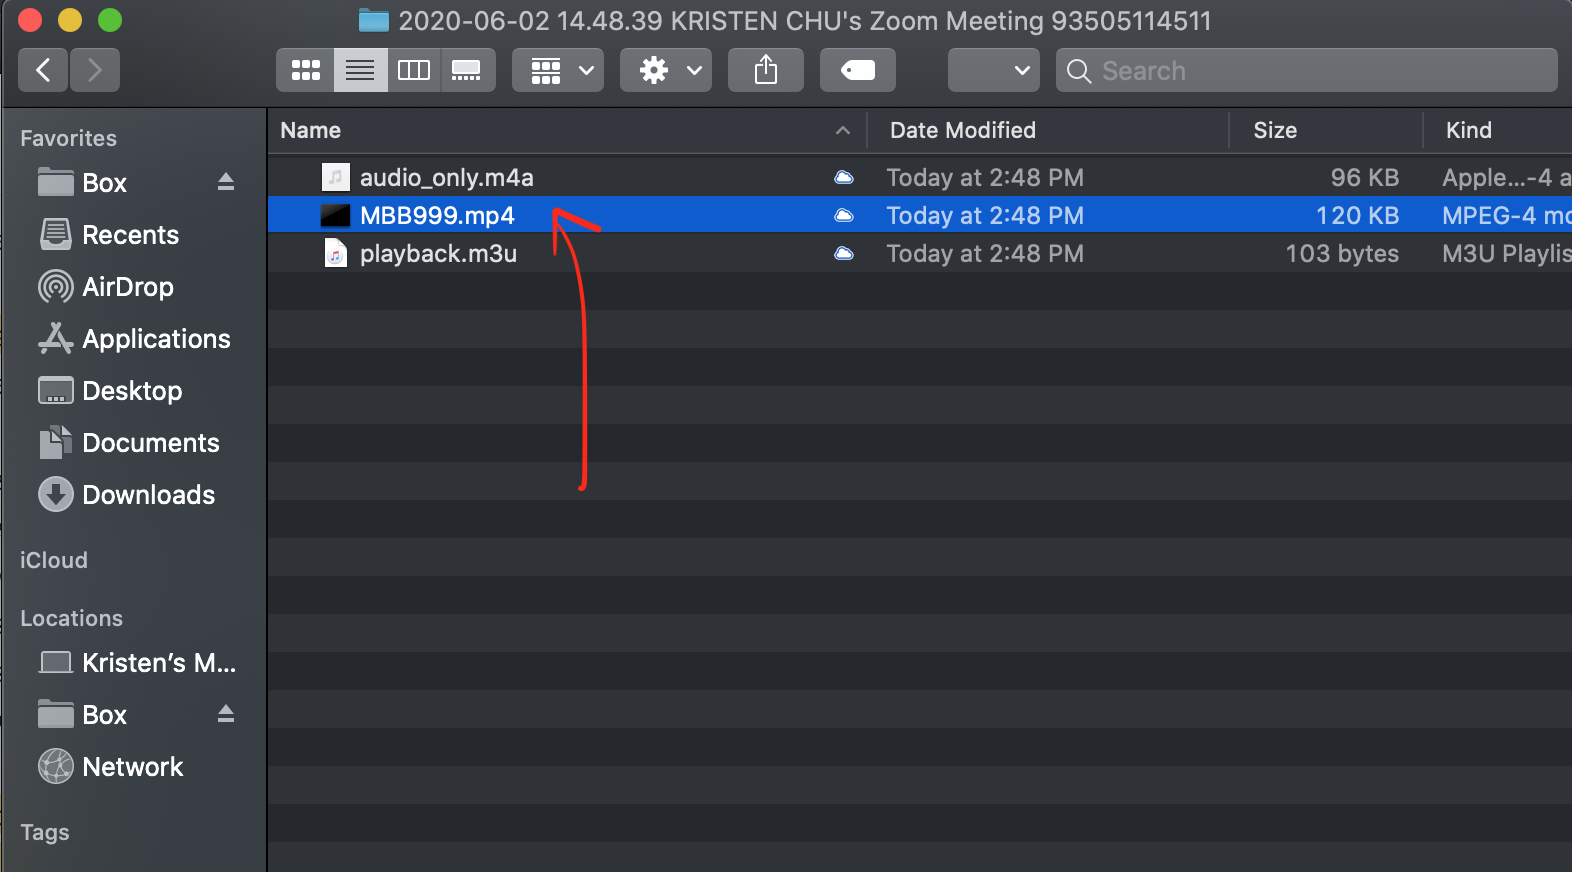 2020-06-02 14.48.39 KRISTEN CHU's Zoom Meeting 93505114511
Search
Favorites
Box
Recents
AirDrop
Applications
Desktop
Documents
Downloads
iCloud
Locations
Kristen's M...
Box
Network
Tags
Name Date Modified Size Kind
audio_only.m4a Today at 2:48 PM 96 KB Apple...-4 a
MBB999.mp4 Today at 2:48 PM 120 KB MPEG-4 mo
playback.m3u Today at 2:48 PM 103 bytes M3U Playlis